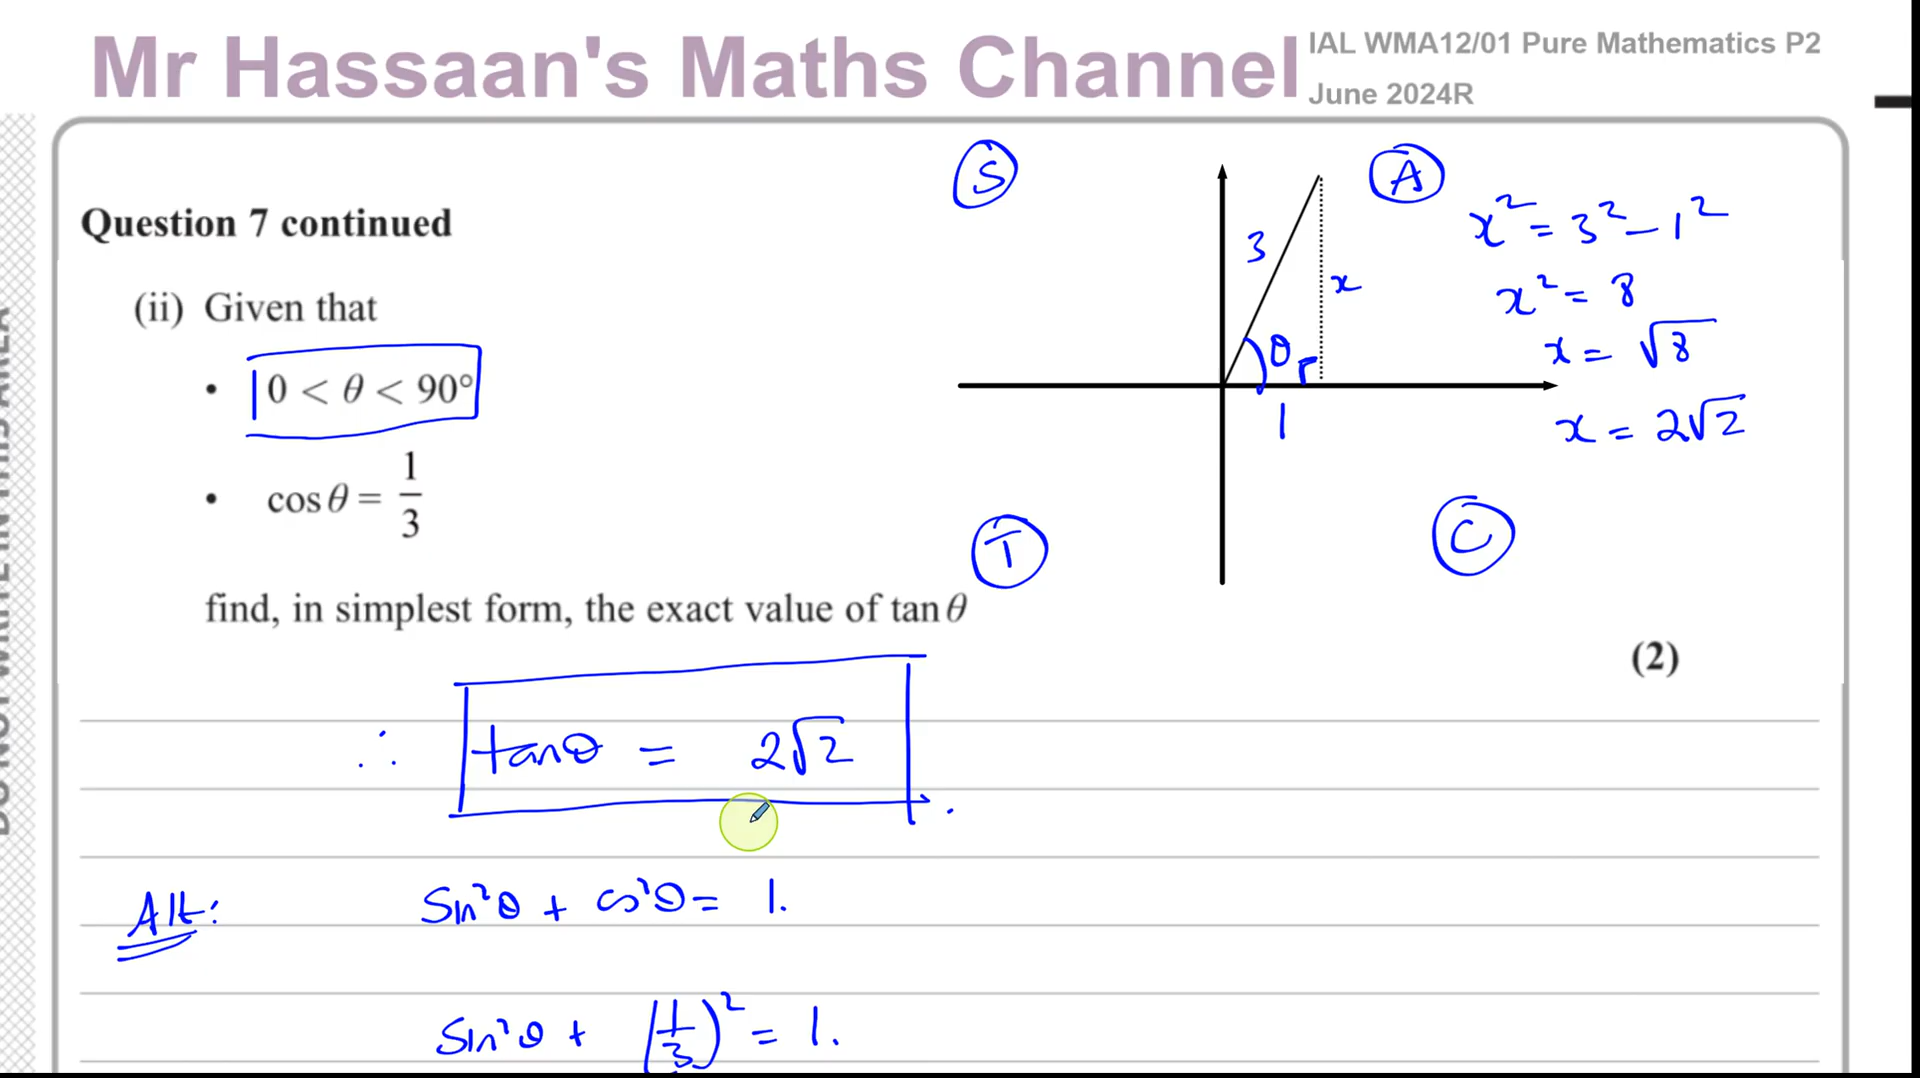 Mr Hassaan's Maths Channel
IAL WMA12/01 Pure Mathematics P2
June 2024R
Question 7 continued
(ii) Given that
• 0 < θ < 90°
• cos θ = 1/3
find, in simplest form, the exact value of tan θ
(2)
S
A
T
C
3
x
θ
1
x² = 3² – 1²
x² = 8
x = √8
x = 2√2
∴ tanθ = 2√2.
Alt: Sin²θ + cos²θ = 1.
Sin²θ + (1/3)² = 1.